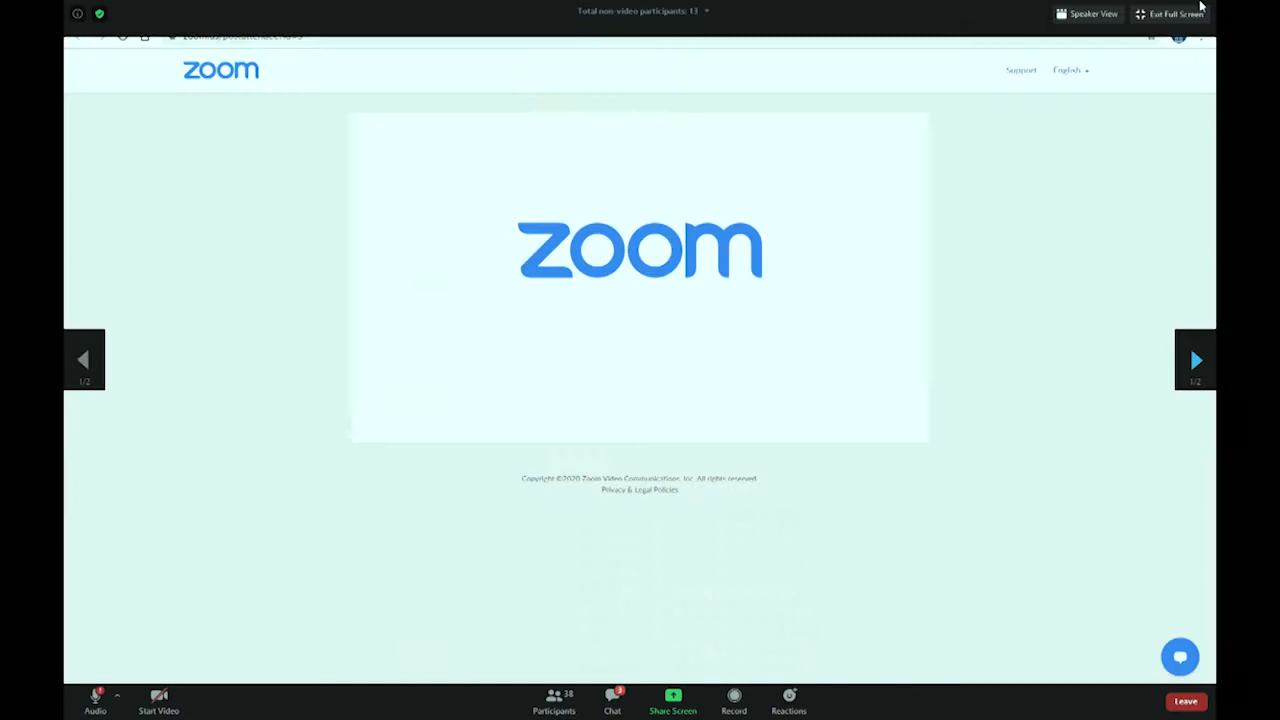 Total non-video participants: 13
Speaker View
Exit Full Screen
zoom
Support
English
zoom
1/2
1/2
Copyright ©2020 Zoom Video Communications, Inc. All rights reserved.
Privacy & Legal Policies
Audio
Start Video
38
Participants
3
Chat
Share Screen
Record
Reactions
Leave